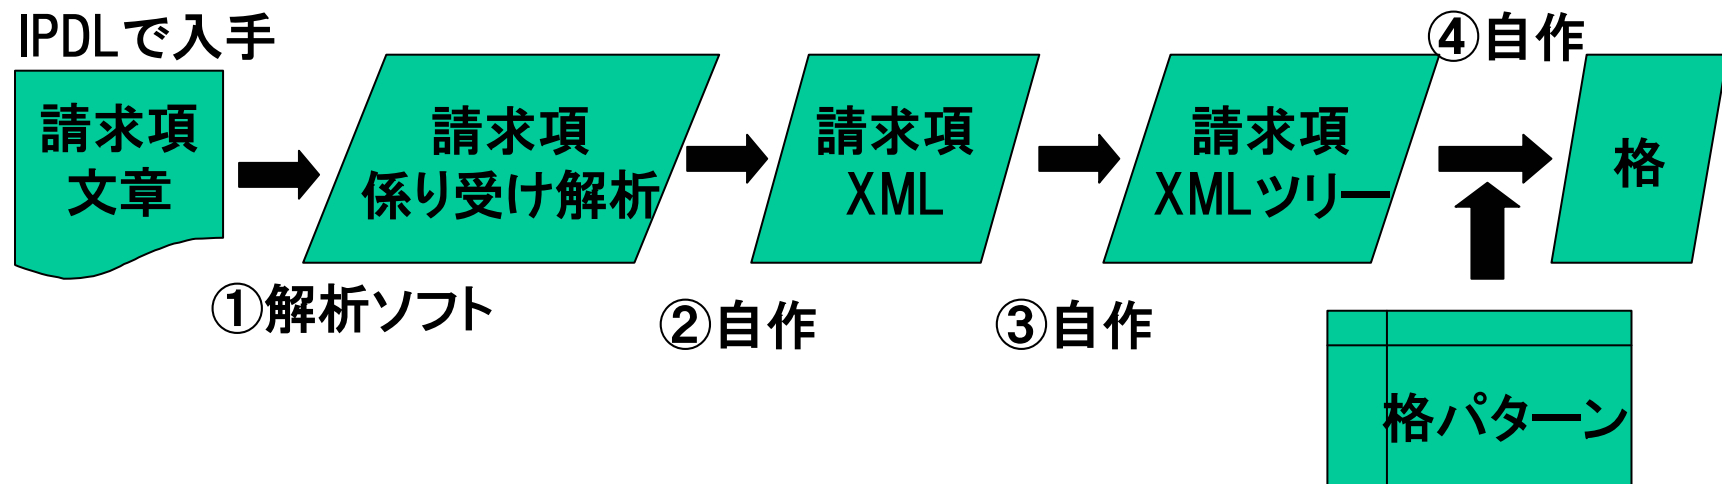 IPDLで入手
請求項
文章
①解析ソフト
請求項
係り受け解析
②自作
請求項
XML
③自作
請求項
XMLツリー
④自作
格
格パターン